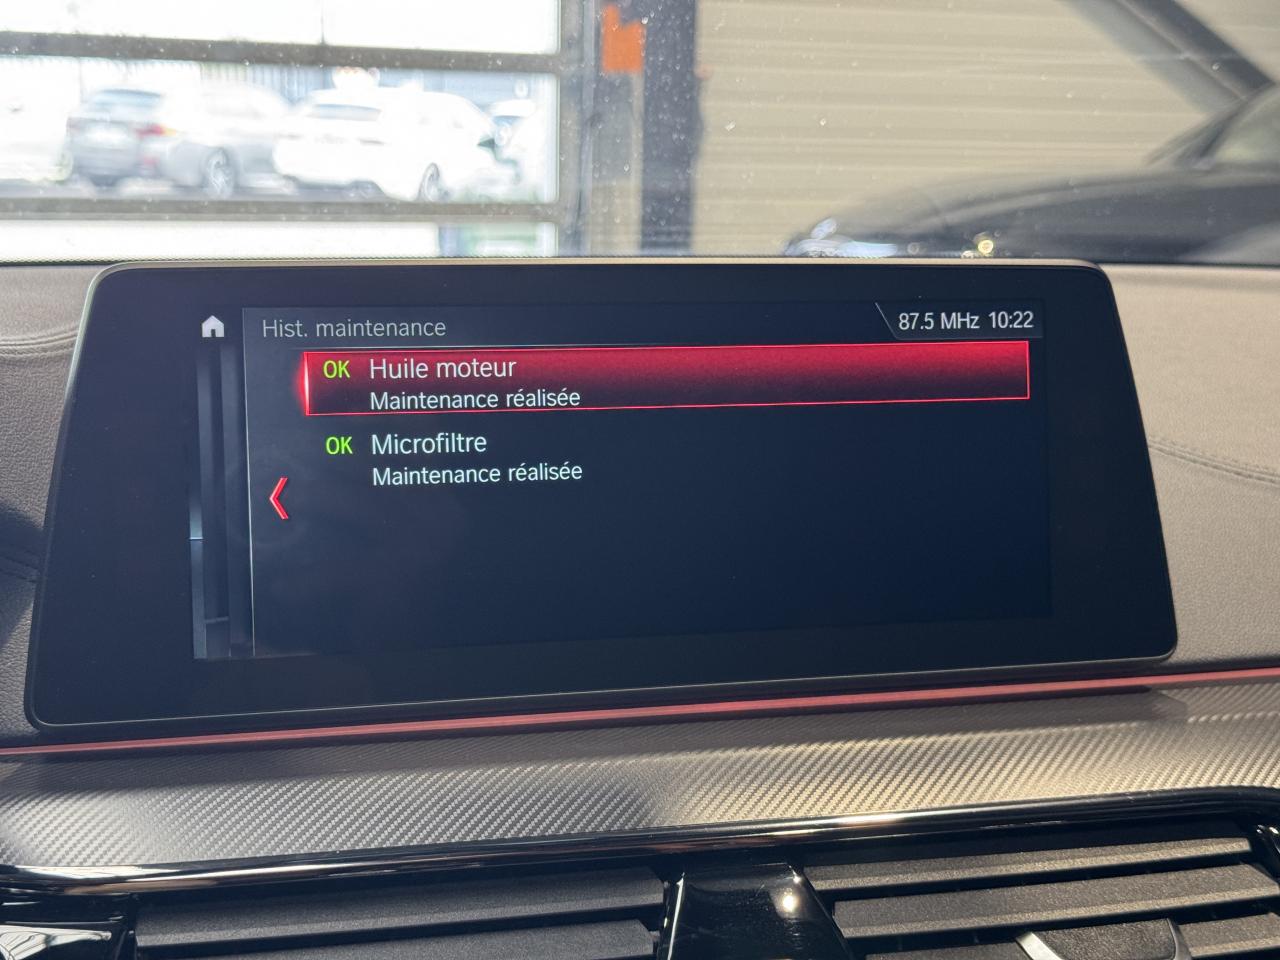 Hist. maintenance
87.5 MHz 10:22
OK Huile moteur
Maintenance réalisée
OK Microfiltre
Maintenance réalisée